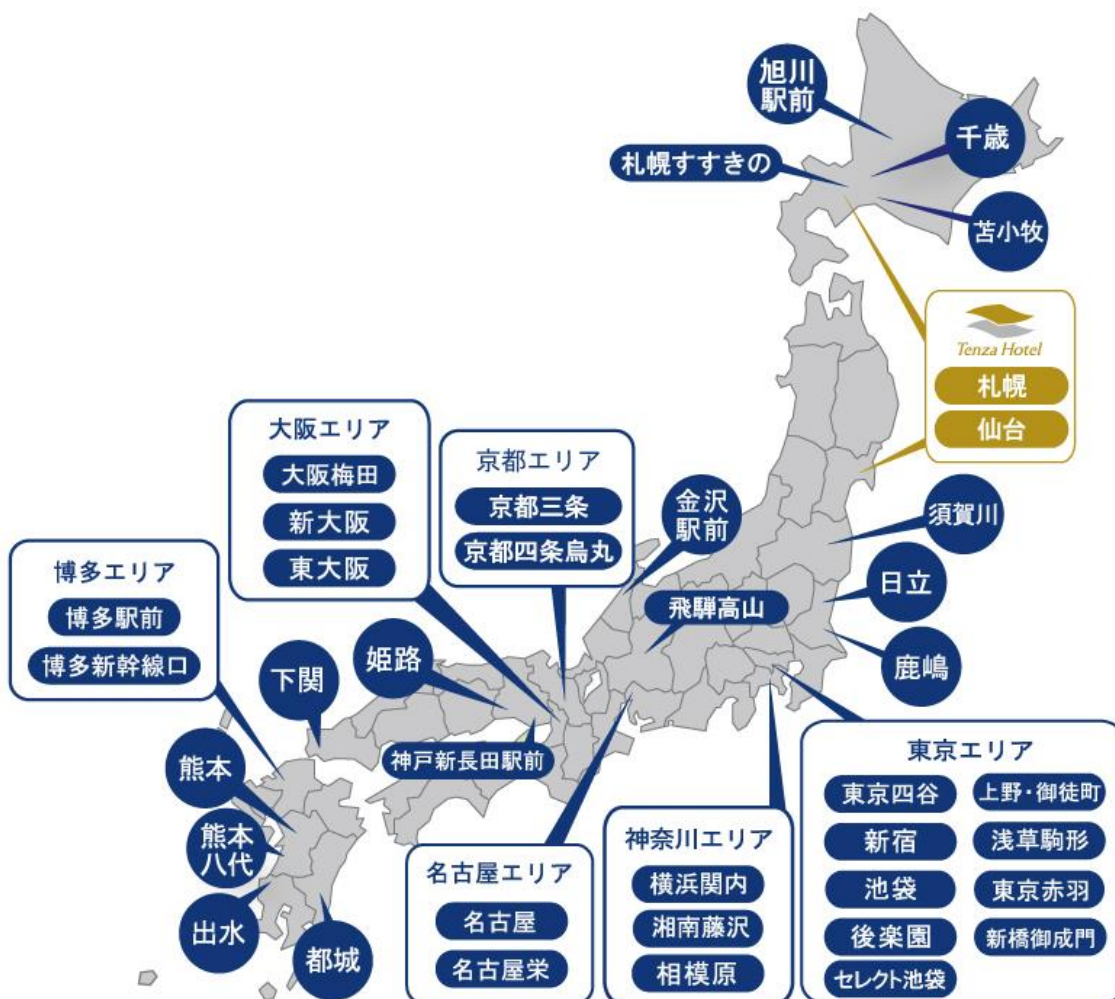 旭川
駅前
千歳
札幌すすきの
苫小牧
Tenza Hotel
札幌
仙台
大阪エリア
大阪梅田
新大阪
東大阪
京都エリア
京都三条
京都四条烏丸
金沢
駅前
須賀川
飛騨高山
日立
鹿嶋
博多エリア
博多駅前
博多新幹線口
下関
姫路
神戸新長田駅前
熊本
熊本
八代
出水
都城
名古屋エリア
名古屋
名古屋栄
神奈川エリア
横浜関内
湘南藤沢
相模原
東京エリア
東京四谷
新宿
池袋
後楽園
セレクト池袋
上野・御徒町
浅草駒形
東京赤羽
新橋御成門